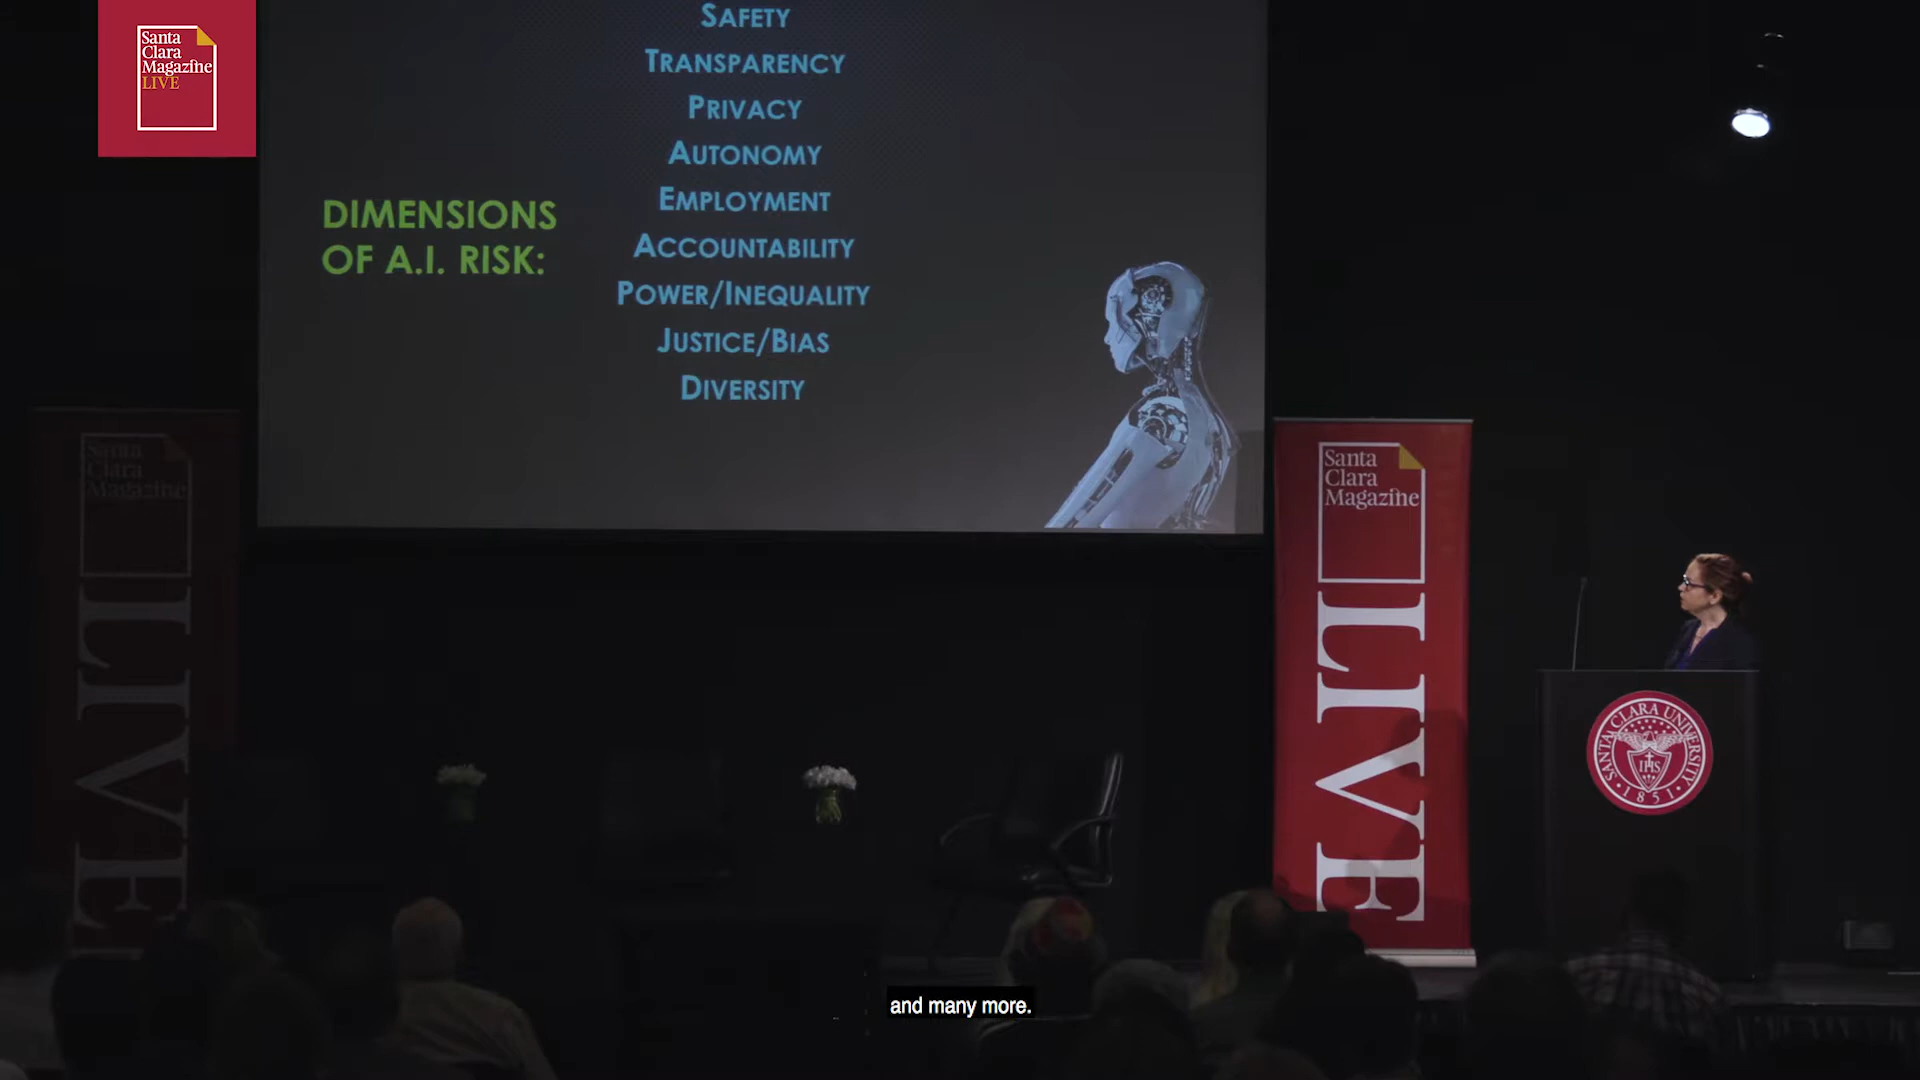 Santa
Clara
Magazine
LIVE
SAFETY
TRANSPARENCY
PRIVACY
AUTONOMY
EMPLOYMENT
ACCOUNTABILITY
POWER/INEQUALITY
JUSTICE/BIAS
DIVERSITY
DIMENSIONS
OF A.I. RISK:
Santa
Clara
Magazine
LIVE
Santa
Clara
Magazine
LIVE
SANTA CLARA UNIVERSITY
IHS
• 1851 •
and many more.